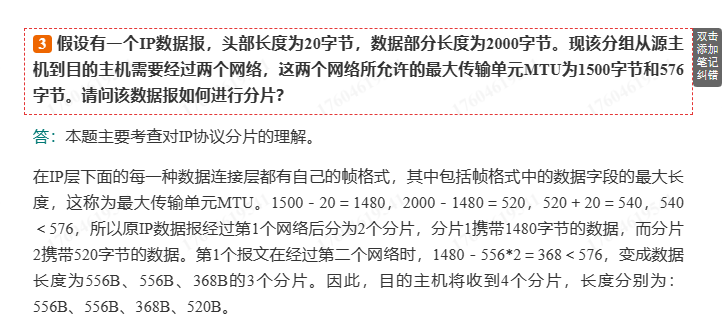 3 假设有一个IP数据报，头部长度为20字节，数据部分长度为2000字节。现该分组从源主
机到目的主机需要经过两个网络，这两个网络所允许的最大传输单元MTU为1500字节和576
字节。请问该数据报如何进行分片？
双击
添加
笔记
纠错
答：本题主要考查对IP协议分片的理解。
在IP层下面的每一种数据连接层都有自己的帧格式，其中包括帧格式中的数据字段的最大长
度，这称为最大传输单元MTU。1500 - 20 = 1480，2000 - 1480 = 520，520 + 20 = 540，540
＜576，所以原IP数据报经过第1个网络后分为2个分片，分片1携带1480字节的数据，而分片
2携带520字节的数据。第1个报文在经过第二个网络时，1480 - 556*2 = 368＜576，变成数据
长度为556B、556B、368B的3个分片。因此，目的主机将收到4个分片，长度分别为：
556B、556B、368B、520B。